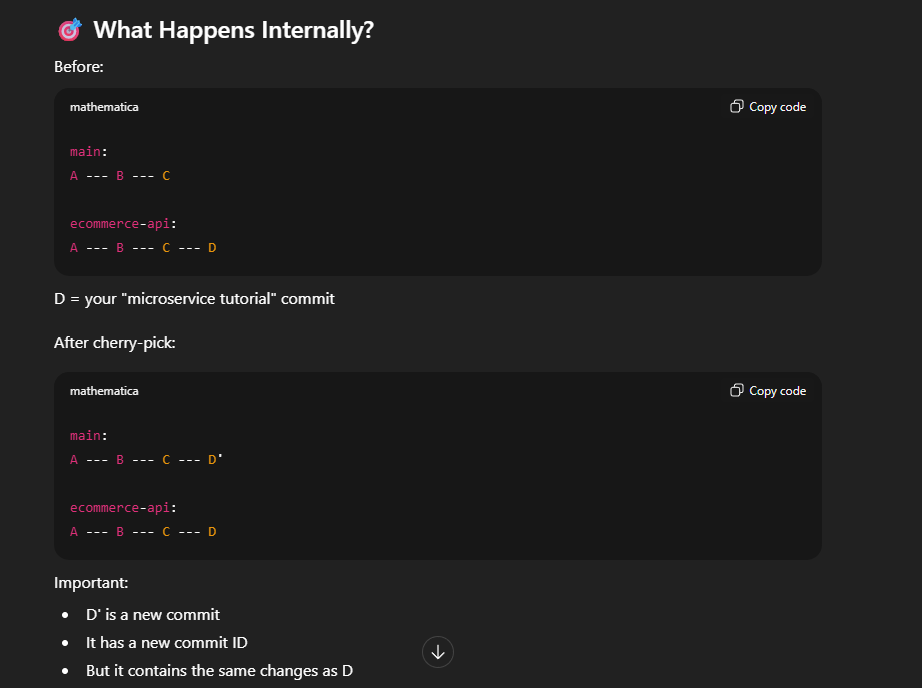 🎯 What Happens Internally?
Before:
mathematica
Copy code
main:
A --- B --- C
ecommerce-api:
A --- B --- C --- D
D = your "microservice tutorial" commit
After cherry-pick:
mathematica
Copy code
main:
A --- B --- C --- D'
ecommerce-api:
A --- B --- C --- D
Important:
• D' is a new commit
• It has a new commit ID
• But it contains the same changes as D